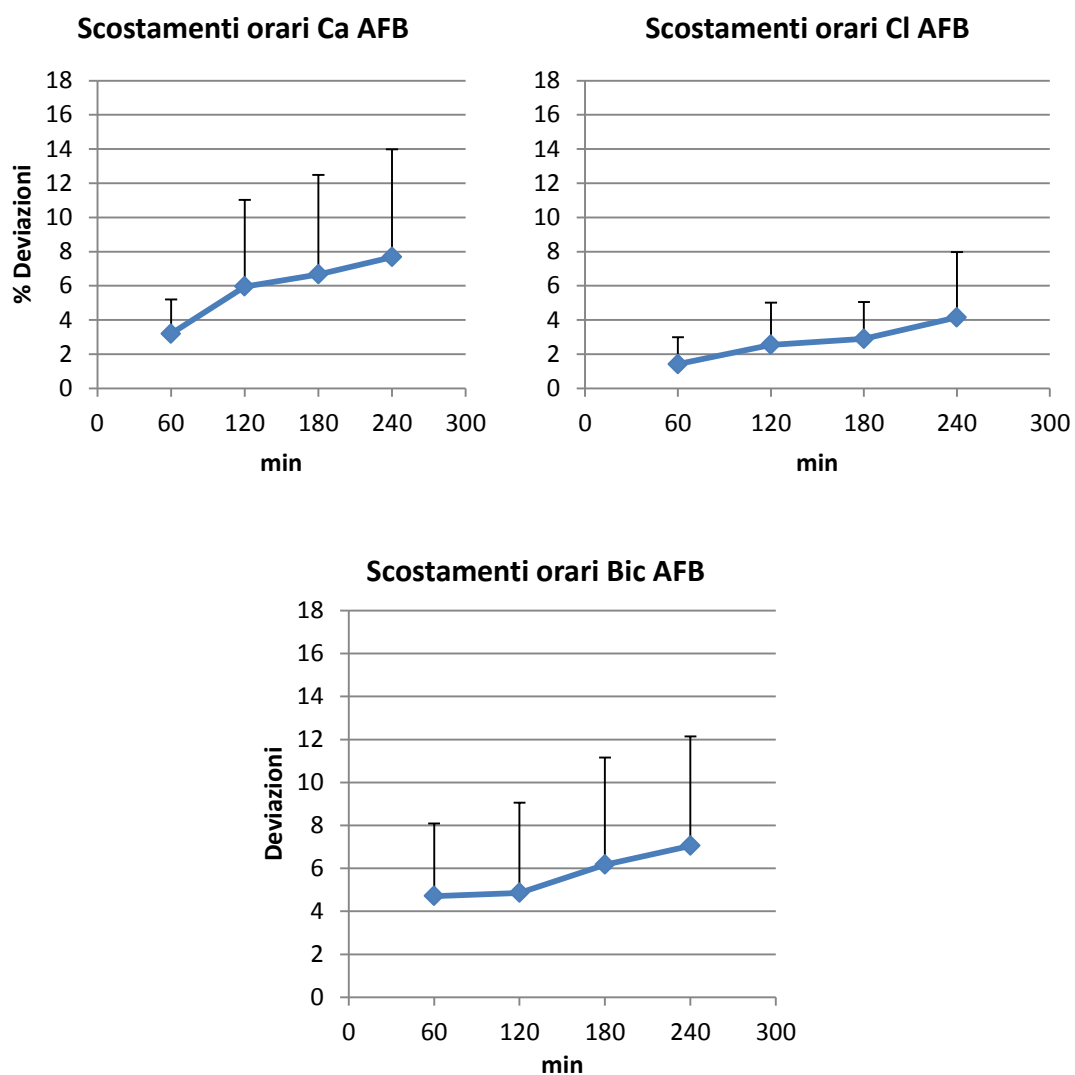 Scostamenti orari Ca AFB
18
16
14
12
10
8
6
4
2
0
% Deviazioni
0 60 120 180 240 300
min
Scostamenti orari Cl AFB
18
16
14
12
10
8
6
4
2
0
0 60 120 180 240 300
min
Scostamenti orari Bic AFB
18
16
14
12
10
8
6
4
2
0
Deviazioni
0 60 120 180 240 300
min